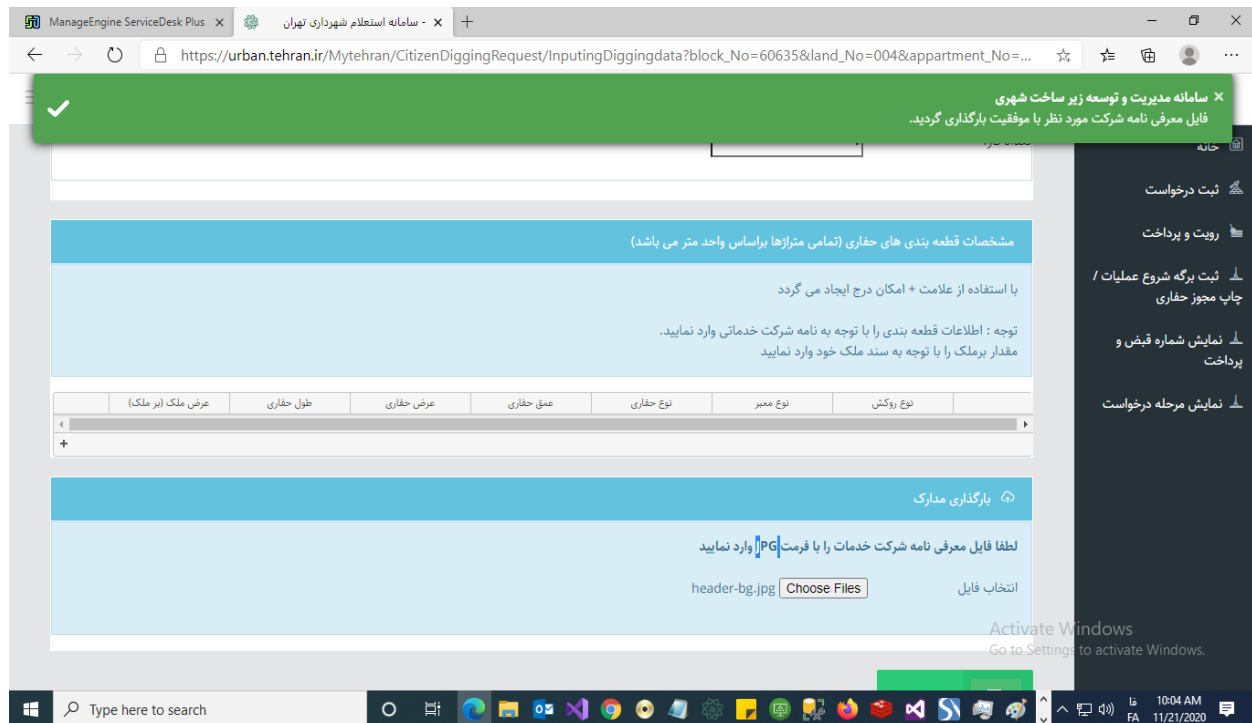 ManageEngine ServiceDesk Plus
- سامانه استعلام شهرداری تهران
https://urban.tehran.ir/Mytehran/CitizenDiggingRequest/InputingDiggingdata?block_No=60635&land_No=004&appartment_No=...
سامانه مدیریت و توسعه زیر ساخت شهری
فایل معرفی نامه شرکت مورد نظر با موفقیت بارگذاری گردید.
خانه
ثبت درخواست
رویت و پرداخت
ثبت برگه شروع عملیات /
چاپ مجوز حفاری
نمایش شماره قبض و
پرداخت
نمایش مرحله درخواست
مشخصات قطعه بندی های حفاری (تمامی متراژها براساس واحد متر می باشد)
با استفاده از علامت + امکان درج ایجاد می گردد
توجه : اطلاعات قطعه بندی را با توجه به نامه شرکت خدماتی وارد نمایید.
مقدار برملک را با توجه به سند ملک خود وارد نمایید
نوع روکش
نوع معبر
نوع حفاری
عمق حفاری
عرض حفاری
طول حفاری
عرض ملک (بر ملک)
+
بارگذاری مدارک
لطفا فایل معرفی نامه شرکت خدمات را با فرمت JPG وارد نمایید
انتخاب فایل
Choose Files header-bg.jpg
Activate Windows
Go to Settings to activate Windows.
Type here to search
فا
FA
10:04 AM
11/21/2020